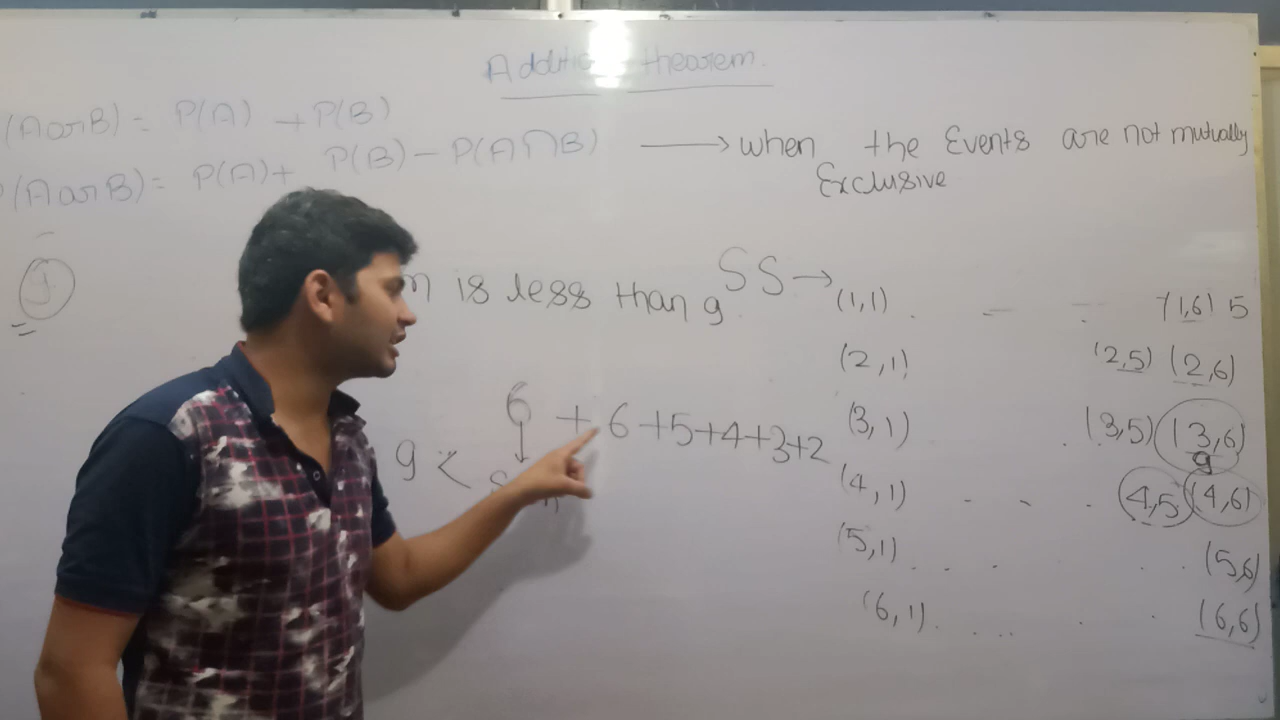 Addition theorem.
(A or B) = P(A) + P(B)
P(A or B) = P(A) + P(B) - P(A∩B) → when the Events are not mutually
Exclusive
1
is less than 9
SS →
(1,1) . - - . (1,6) 5
(2,1) (2,5) (2,6)
(3,1) . (3,5) (3,6)
9
6 + 6+5+4+3+2
9 <
(4,1) - - . (4,5) (4,6)
(5,1) . . . . . (5,6)
(6,1) . . . . . . (6,6)